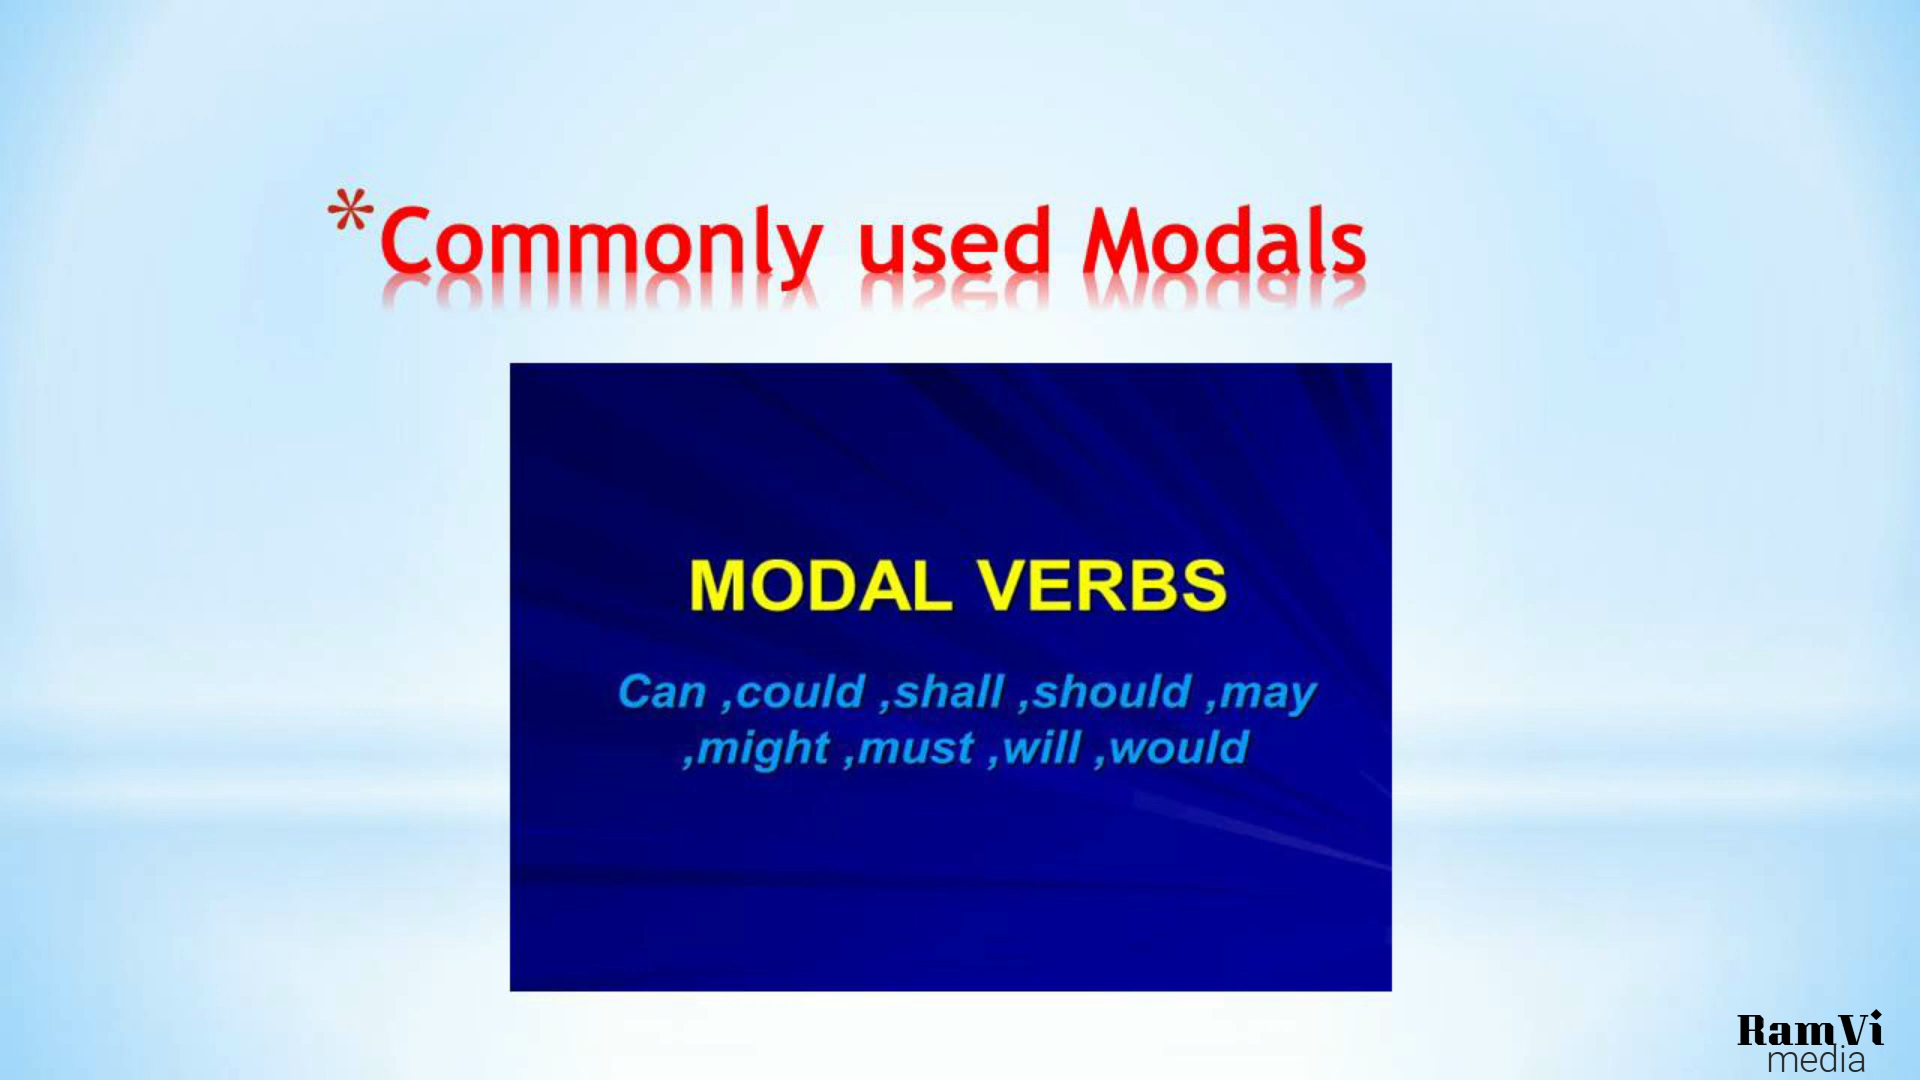 *Commonly used Modals
MODAL VERBS
Can ,could ,shall ,should ,may
,might ,must ,will ,would
RamVi
media